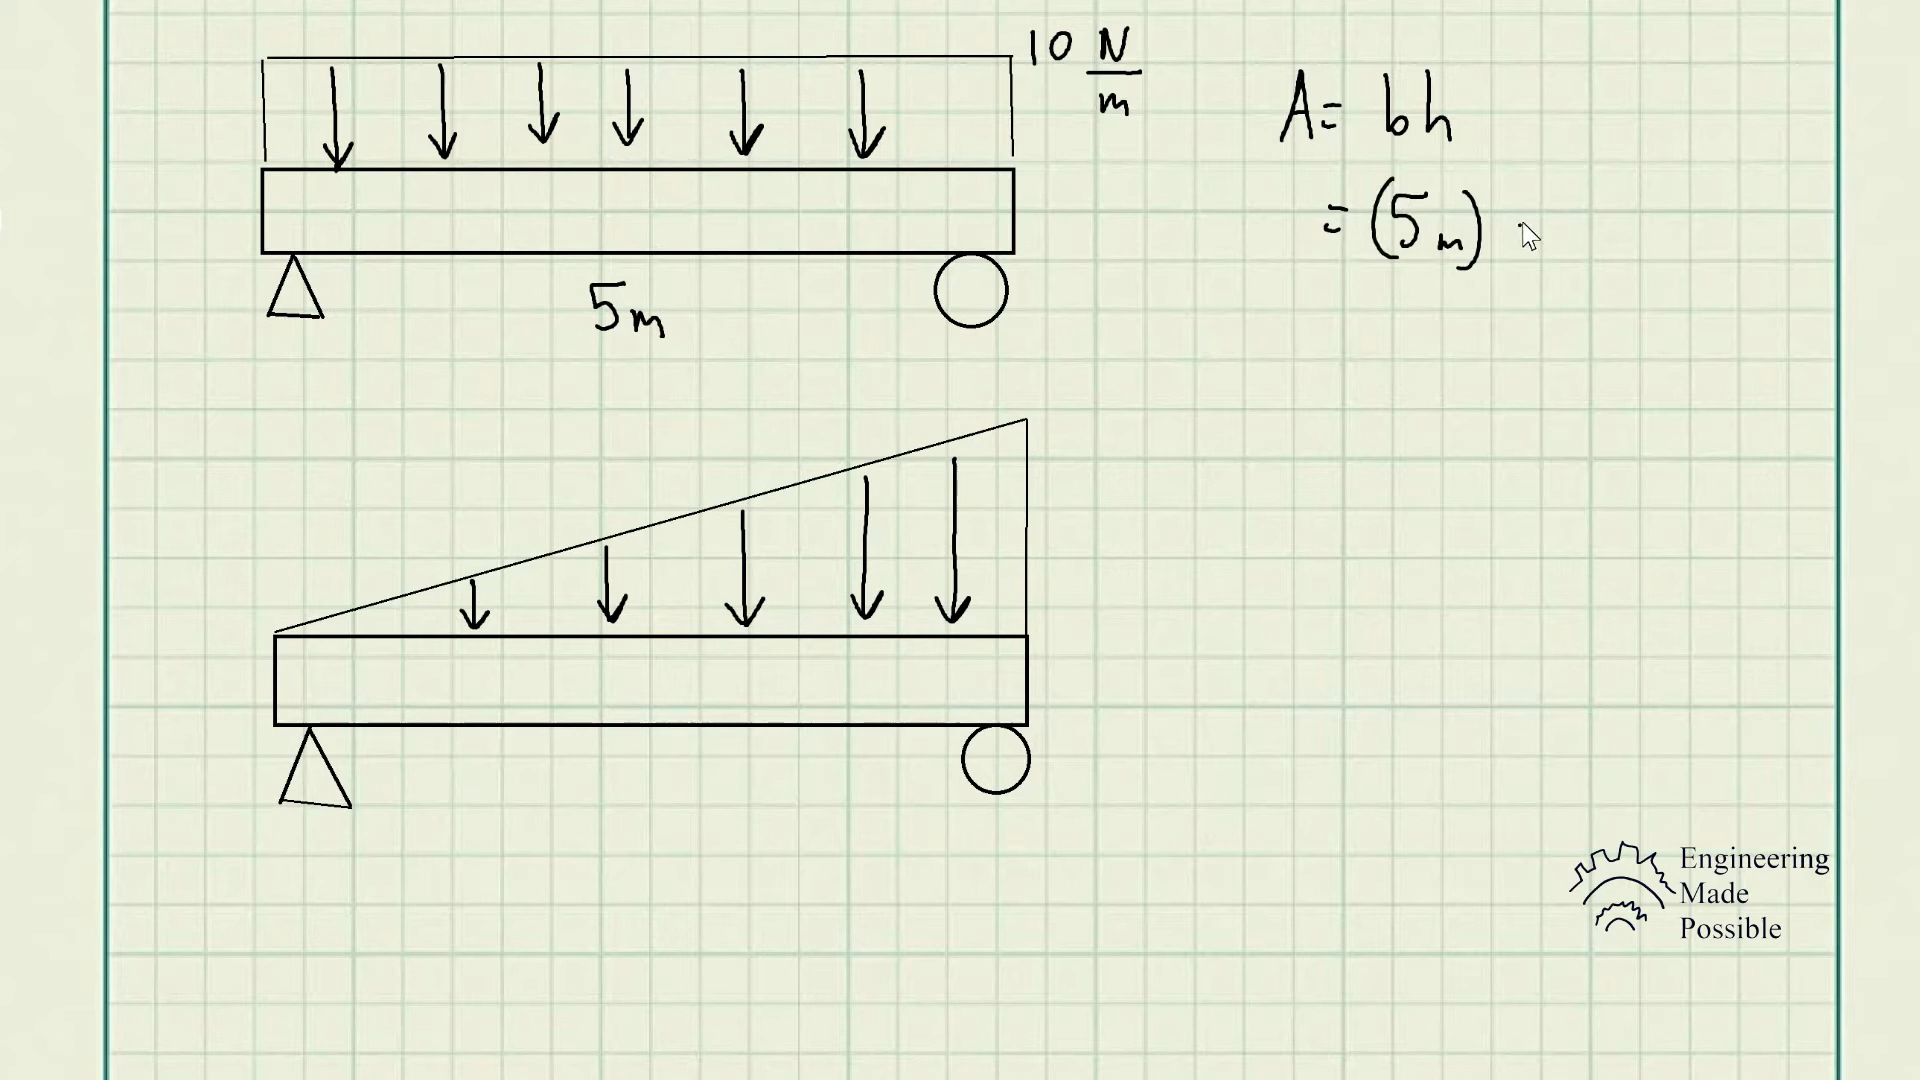 10 N/m
A = bh
= (5m)
5m
Engineering
Made
Possible